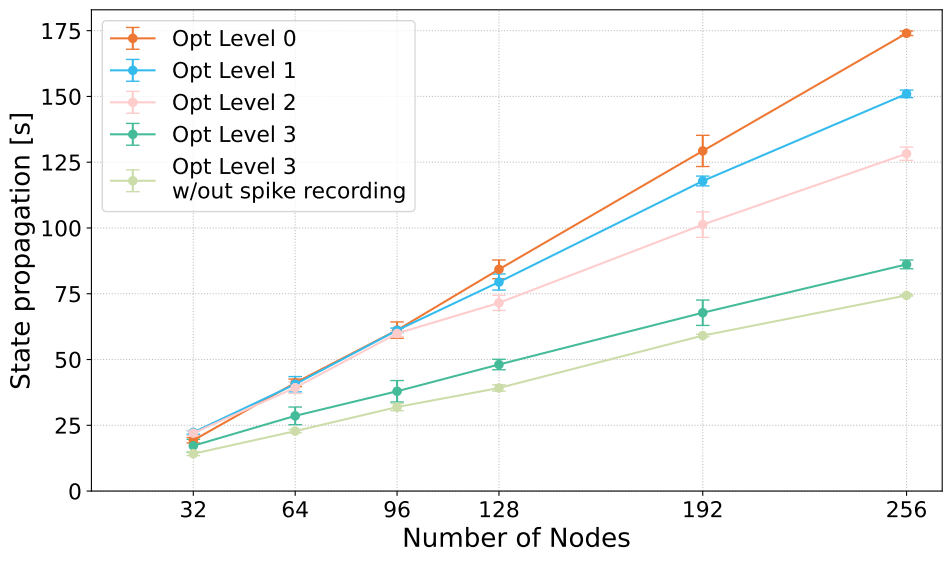 175
150
125
100
75
50
25
0
State propagation [s]
Opt Level 0
Opt Level 1
Opt Level 2
Opt Level 3
Opt Level 3
w/out spike recording
32 64 96 128 192 256
Number of Nodes